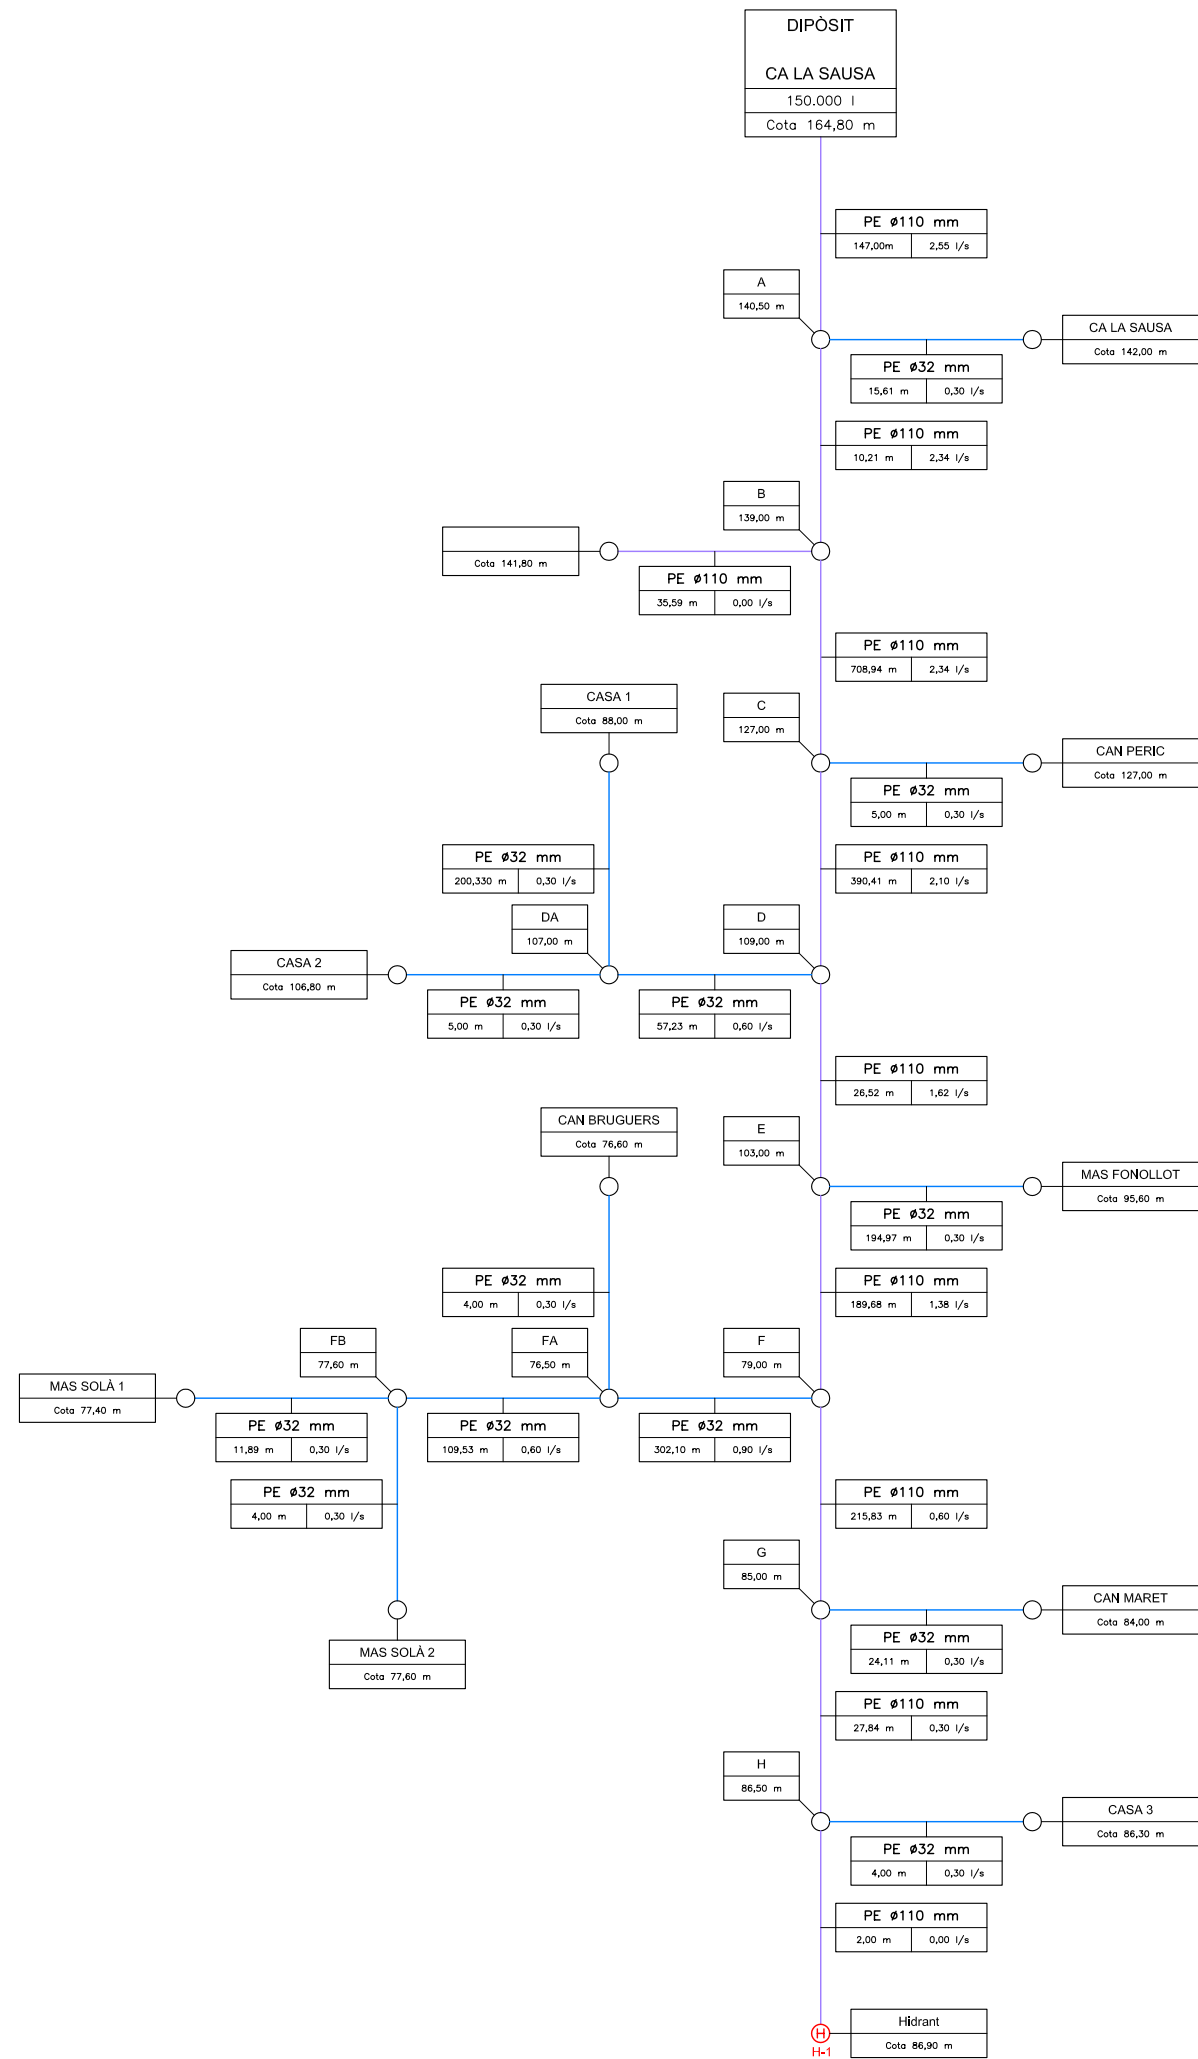 DIPÒSIT
CA LA SAUSA
150.000 l
Cota 164,80 m
PE ø110 mm
147,00m 2,55 l/s
A
140,50 m
CA LA SAUSA
Cota 142,00 m
PE ø32 mm
15,61 m 0,30 l/s
PE ø110 mm
10,21 m 2,34 l/s
B
139,00 m
Cota 141,80 m
PE ø110 mm
35,59 m 0,00 l/s
PE ø110 mm
708,94 m 2,34 l/s
CASA 1
Cota 88,00 m
C
127,00 m
CAN PERIC
Cota 127,00 m
PE ø32 mm
5,00 m 0,30 l/s
PE ø32 mm
200,330 m 0,30 l/s
PE ø110 mm
390,41 m 2,10 l/s
DA
107,00 m
D
109,00 m
CASA 2
Cota 106,80 m
PE ø32 mm
5,00 m 0,30 l/s
PE ø32 mm
57,23 m 0,60 l/s
PE ø110 mm
26,52 m 1,62 l/s
CAN BRUGUERS
Cota 76,60 m
E
103,00 m
MAS FONOLLOT
Cota 95,60 m
PE ø32 mm
194,97 m 0,30 l/s
PE ø32 mm
4,00 m 0,30 l/s
PE ø110 mm
189,68 m 1,38 l/s
FB
77,60 m
FA
76,50 m
F
79,00 m
MAS SOLÀ 1
Cota 77,40 m
PE ø32 mm
11,89 m 0,30 l/s
PE ø32 mm
109,53 m 0,60 l/s
PE ø32 mm
302,10 m 0,90 l/s
PE ø32 mm
4,00 m 0,30 l/s
PE ø110 mm
215,83 m 0,60 l/s
G
85,00 m
CAN MARET
Cota 84,00 m
PE ø32 mm
24,11 m 0,30 l/s
MAS SOLÀ 2
Cota 77,60 m
PE ø110 mm
27,84 m 0,30 l/s
H
86,50 m
CASA 3
Cota 86,30 m
PE ø32 mm
4,00 m 0,30 l/s
PE ø110 mm
2,00 m 0,00 l/s
H
H-1
Hidrant
Cota 86,90 m